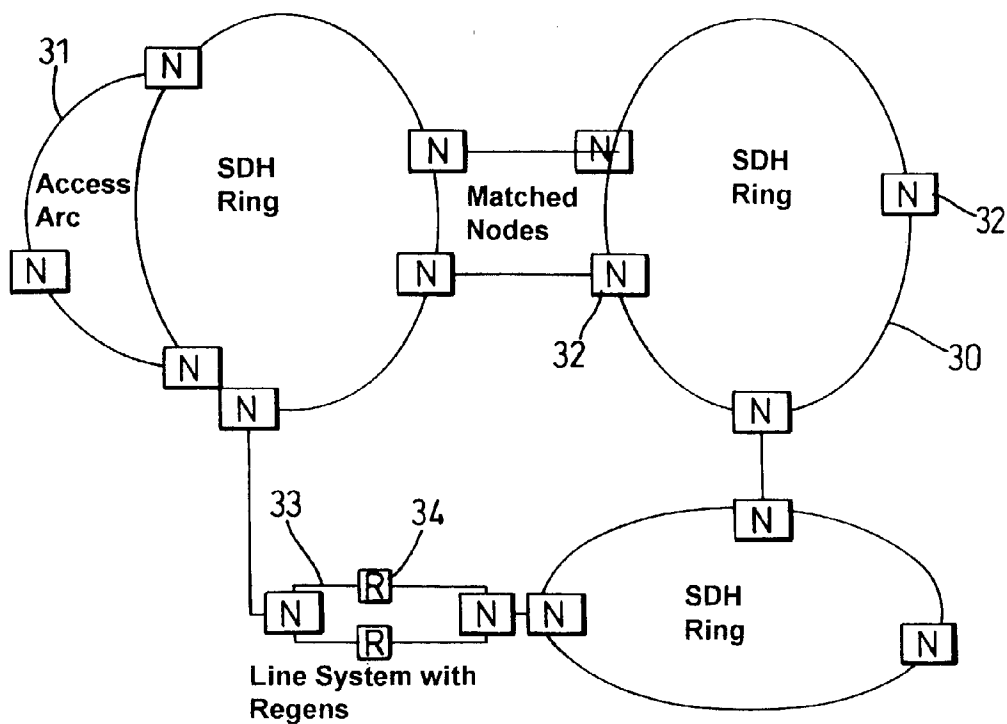 31
N
SDH
Ring
N
N
Matched
Nodes
SDH
Ring
N
32
Access
Arc
N
N
N
32
30
N
N
N
N
33
34
R
N
N
N
R
SDH
Ring
N
Line System with
Regens